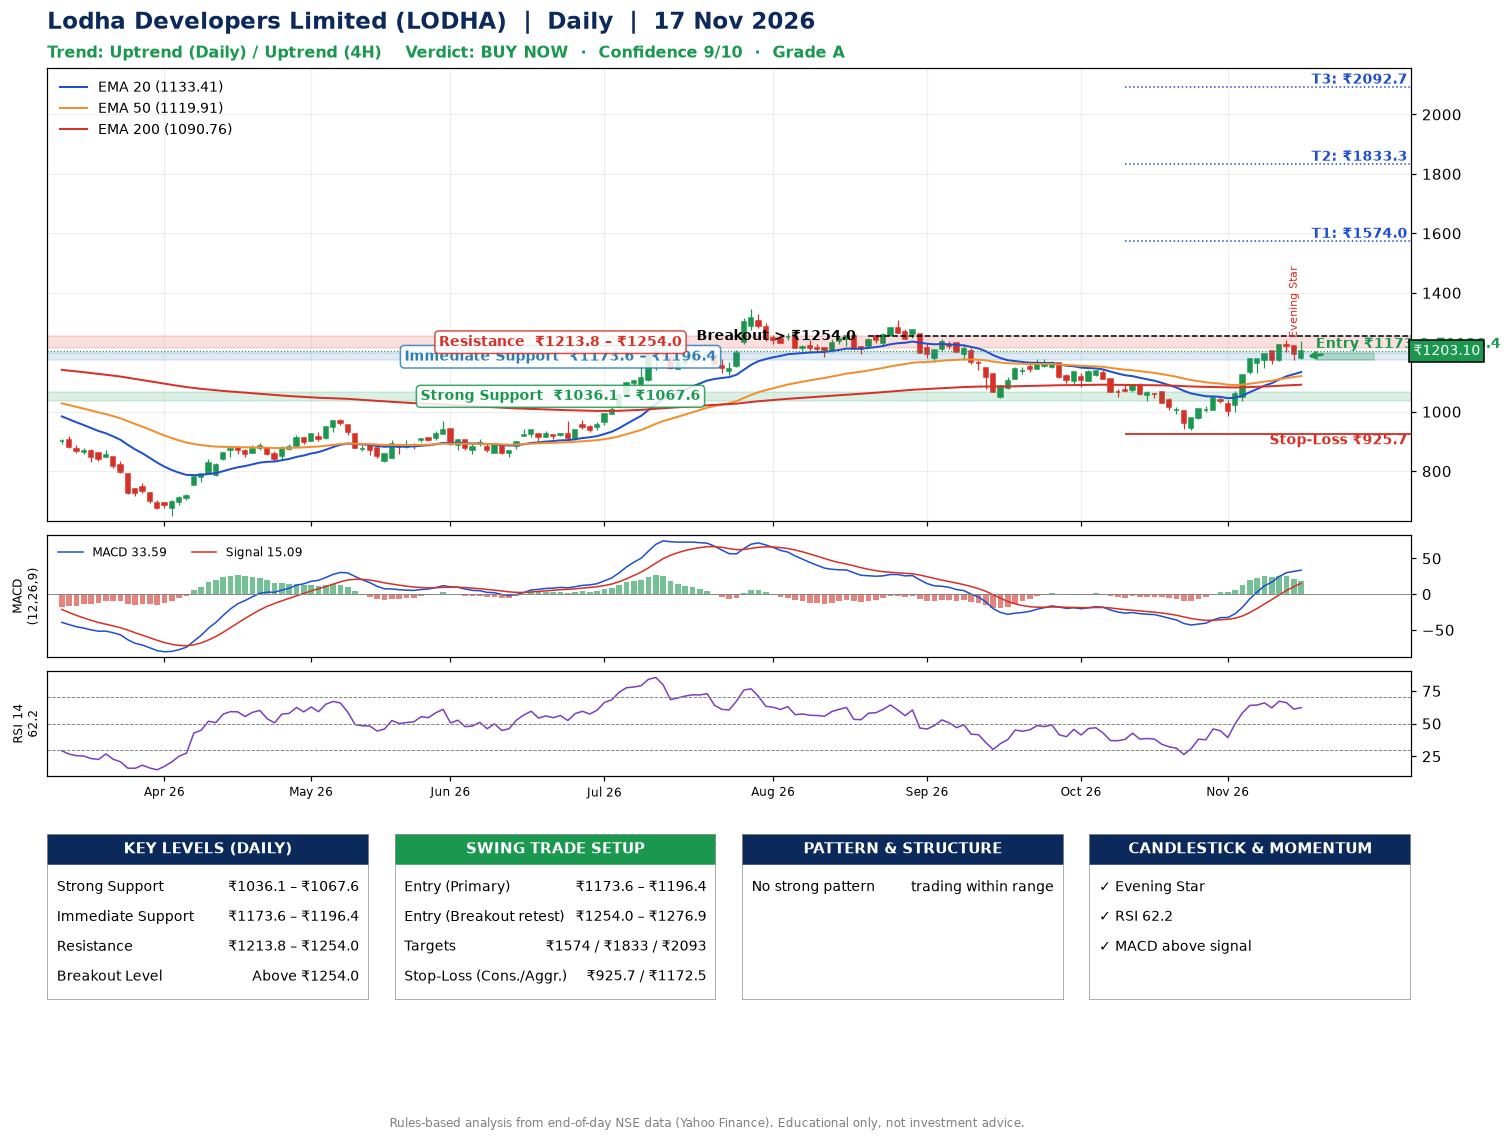 Lodha Developers Limited (LODHA)  |  Daily  |  17 Nov 2026
Trend: Uptrend (Daily) / Uptrend (4H)    Verdict: BUY NOW  ·  Confidence 9/10  ·  Grade A
EMA 20 (1133.41)
EMA 50 (1119.91)
EMA 200 (1090.76)
T3: ₹2092.7
T2: ₹1833.3
T1: ₹1574.0
Evening Star
Breakout > ₹1254.0
Resistance  ₹1213.8 – ₹1254.0
Immediate Support  ₹1173.6 – ₹1196.4
Strong Support  ₹1036.1 – ₹1067.6
Entry ₹1173
.4
₹1203.10
Stop-Loss ₹925.7
2000
1800
1600
1400
1000
800
MACD 33.59
Signal 15.09
MACD
(12,26,9)
50
0
−50
RSI 14
62.2
75
50
25
Apr 26
May 26
Jun 26
Jul 26
Aug 26
Sep 26
Oct 26
Nov 26
KEY LEVELS (DAILY)
Strong Support  ₹1036.1 – ₹1067.6
Immediate Support  ₹1173.6 – ₹1196.4
Resistance  ₹1213.8 – ₹1254.0
Breakout Level  Above ₹1254.0
SWING TRADE SETUP
Entry (Primary)  ₹1173.6 – ₹1196.4
Entry (Breakout retest)  ₹1254.0 – ₹1276.9
Targets  ₹1574 / ₹1833 / ₹2093
Stop-Loss (Cons./Aggr.)  ₹925.7 / ₹1172.5
PATTERN & STRUCTURE
No strong pattern  trading within range
CANDLESTICK & MOMENTUM
✓ Evening Star
✓ RSI 62.2
✓ MACD above signal
Rules-based analysis from end-of-day NSE data (Yahoo Finance). Educational only, not investment advice.